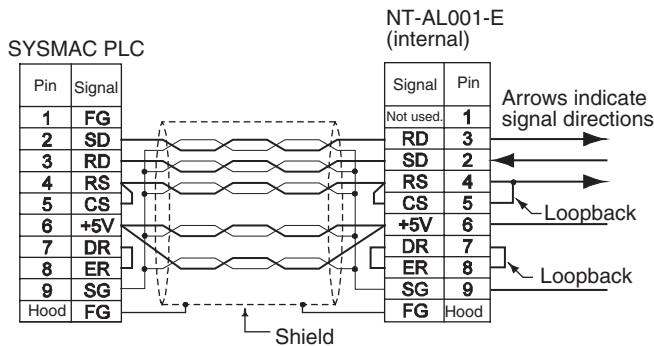 NT-AL001-E
(internal)
SYSMAC PLC
Pin Signal
1 FG
2 SD
3 RD
4 RS
5 CS
6 +5V
7 DR
8 ER
9 SG
Hood FG
Signal Pin
Not used. 1
RD 3
SD 2
RS 4
CS 5
+5V 6
DR 7
ER 8
SG 9
FG Hood
Arrows indicate
signal directions
Loopback
Loopback
Shield